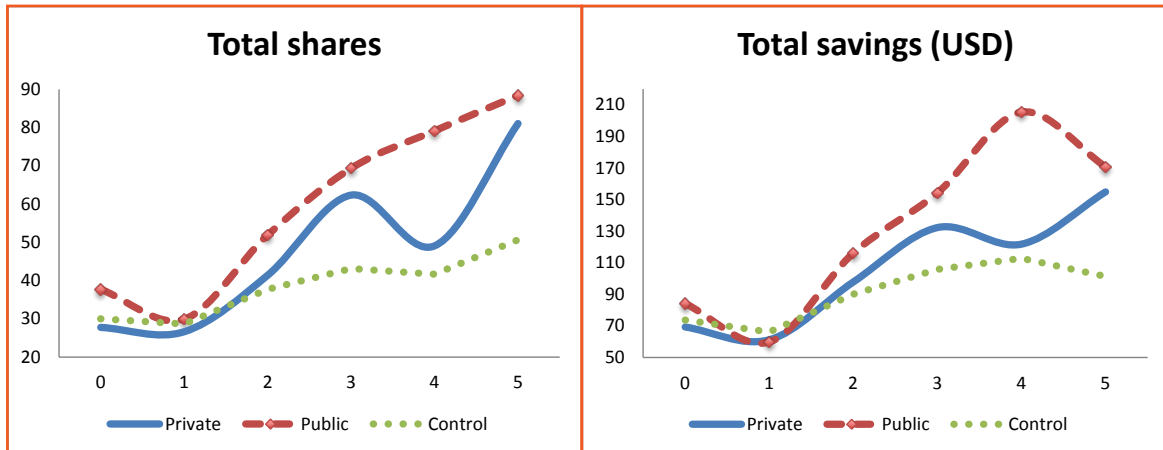 Total shares
90
80
70
60
50
40
30
20
0 1 2 3 4 5
Private Public Control
Total savings (USD)
210
190
170
150
130
110
90
70
50
0 1 2 3 4 5
Private Public Control